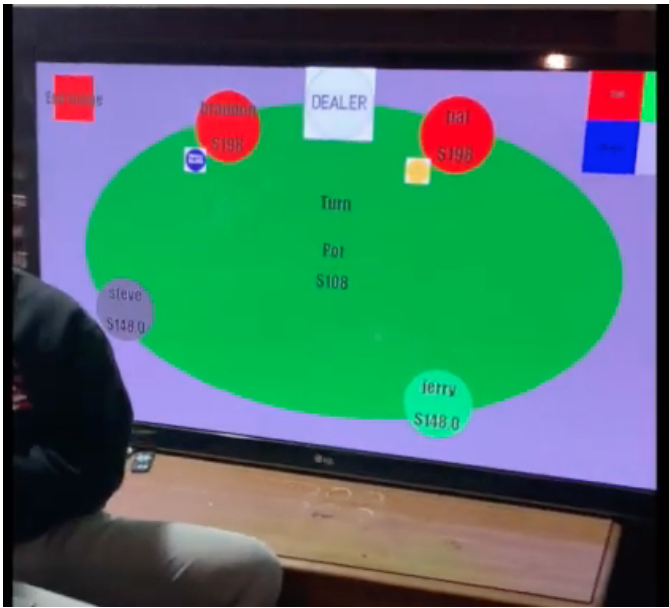 brandon
$198
DEALER
pat
$198
Turn
Pot
$108
steve
$148.0
jerry
$148.0
LG